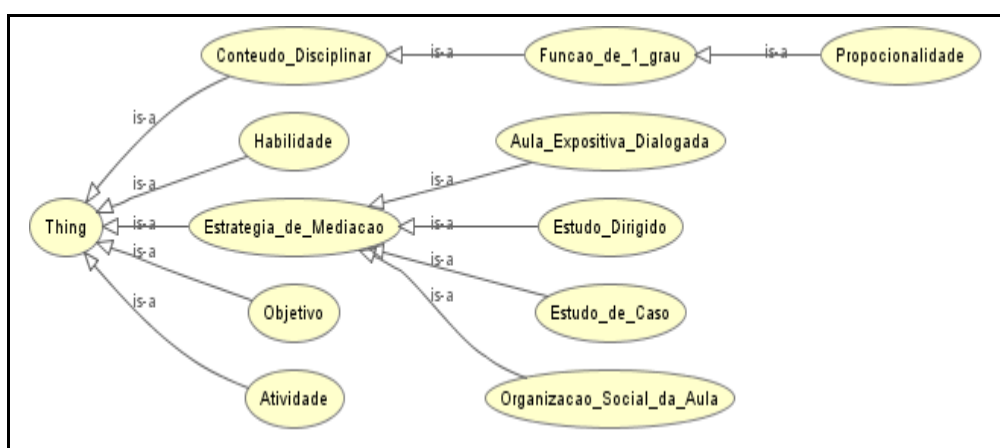 Conteudo_Disciplinar
is-a
Funcao_de_1_grau
is-a
Propocionalidade
is-a
Habilidade
Aula_Expositiva_Dialogada
is-a
is-a
Thing
is-a
Estrategia_de_Mediacao
is-a
Estudo_Dirigido
is-a
is-a
Objetivo
is-a
is-a
Estudo_de_Caso
Atividade
Organizacao_Social_da_Aula